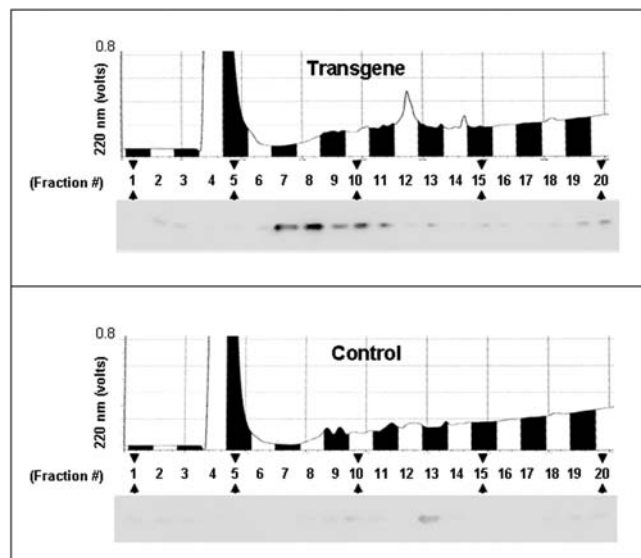 0.8
Transgene
220 nm (volts)
(Fraction #) 1 2 3 4 5 6 7 8 9 10 11 12 13 14 15 16 17 18 19 20
0.8
Control
220 nm (volts)
(Fraction #) 1 2 3 4 5 6 7 8 9 10 11 12 13 14 15 16 17 18 19 20